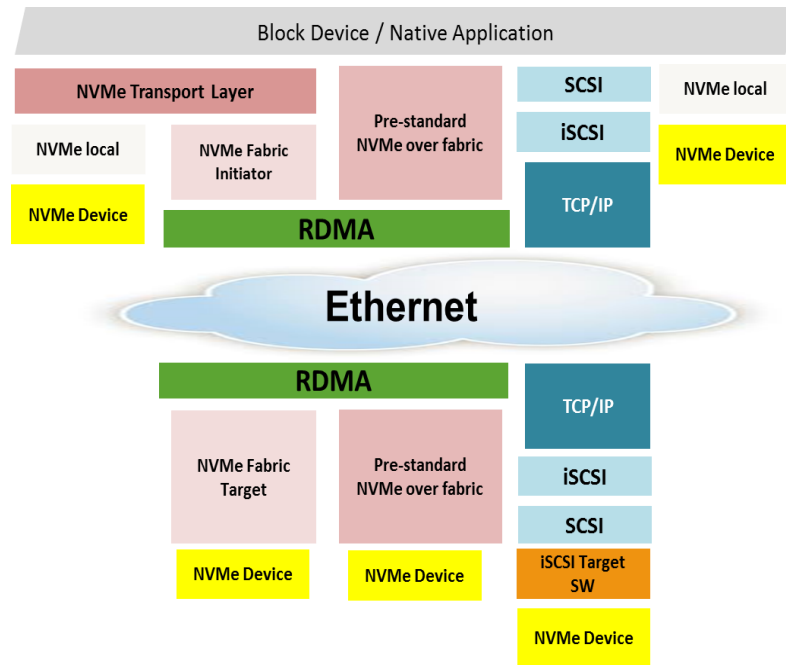 Block Device / Native Application
NVMe Transport Layer
NVMe local
NVMe Device
NVMe Fabric
Initiator
Pre-standard
NVMe over fabric
RDMA
SCSI
iSCSI
TCP/IP
NVMe local
NVMe Device
Ethernet
RDMA
NVMe Fabric
Target
NVMe Device
Pre-standard
NVMe over fabric
NVMe Device
TCP/IP
iSCSI
SCSI
iSCSI Target
SW
NVMe Device